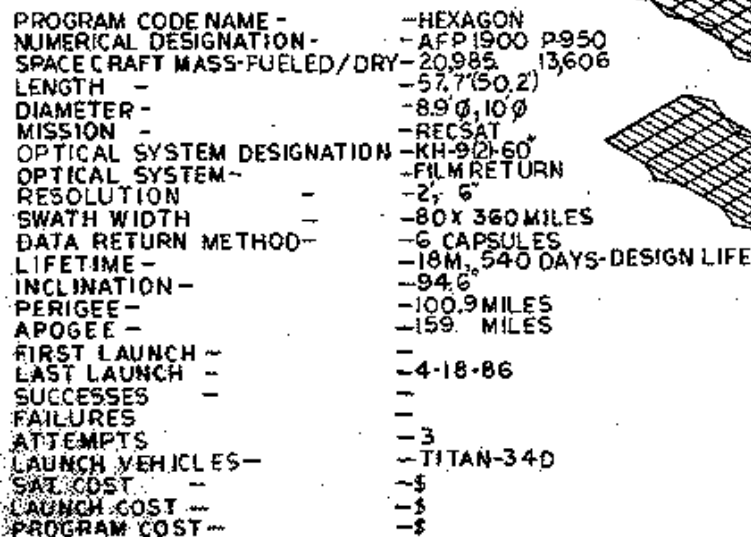 PROGRAM CODE NAME - -HEXAGON
NUMERICAL DESIGNATION- -AFP 1900 P-950
SPACECRAFT MASS-FUELED/DRY-20,985 13,606
LENGTH - -57.7'(50.2')
DIAMETER - -8.9'Ø, 10'Ø
MISSION - -RECSAT
OPTICAL SYSTEM DESIGNATION -KH-9(2)-60"
OPTICAL SYSTEM- -FILM RETURN
RESOLUTION - -2', 6"
SWATH WIDTH - -80 X 360 MILES
DATA RETURN METHOD- -6 CAPSULES
LIFETIME - -18M, 540 DAYS-DESIGN LIFE
INCLINATION - -94.6°
PERIGEE - -100.9 MILES
APOGEE - -159. MILES
FIRST LAUNCH - -
LAST LAUNCH - -4-18-86
SUCCESSES - -
FAILURES -
ATTEMPTS -3
LAUNCH VEHICLES- -TITAN-34D
SAT. COST - -$
LAUNCH COST - -$
PROGRAM COST- -$